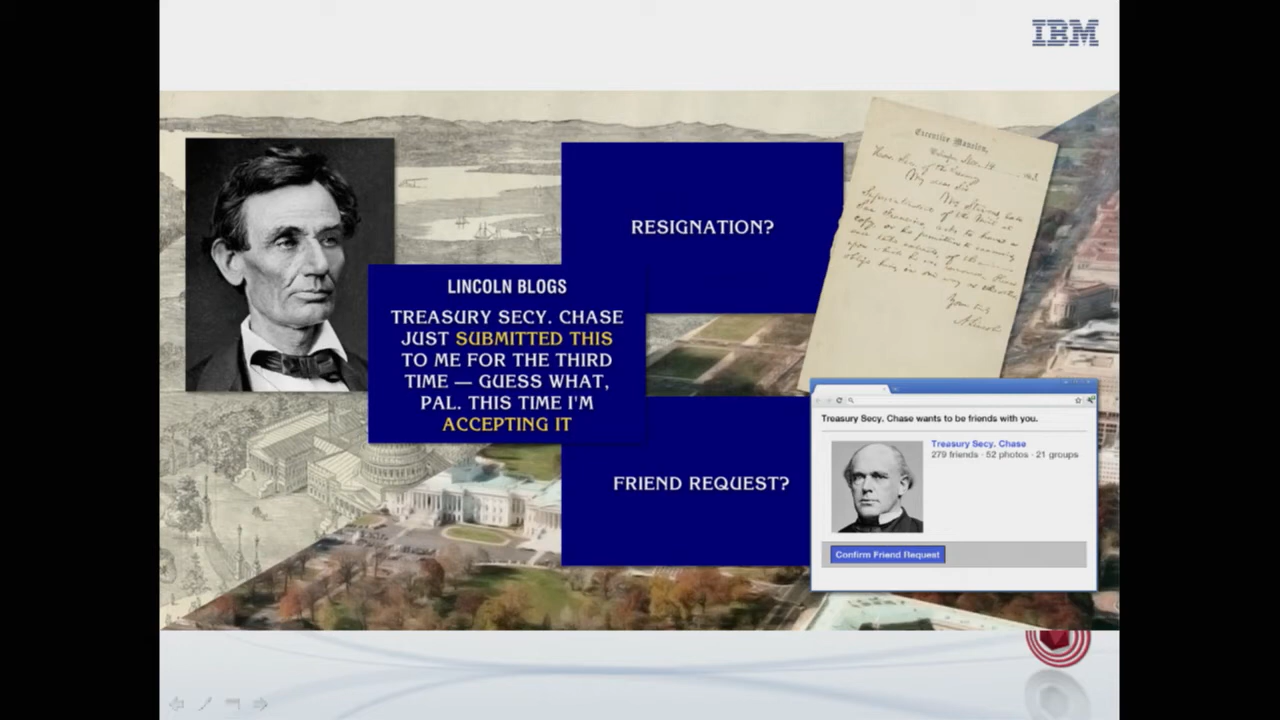 IBM
LINCOLN BLOGS
TREASURY SECY. CHASE
JUST SUBMITTED THIS
TO ME FOR THE THIRD
TIME — GUESS WHAT,
PAL. THIS TIME I'M
ACCEPTING IT
RESIGNATION?
FRIEND REQUEST?
Executive Mansion,
My dear Sir
A. Lincoln
Treasury Secy. Chase wants to be friends with you.
Treasury Secy. Chase
279 friends · 52 photos · 21 groups
Confirm Friend Request